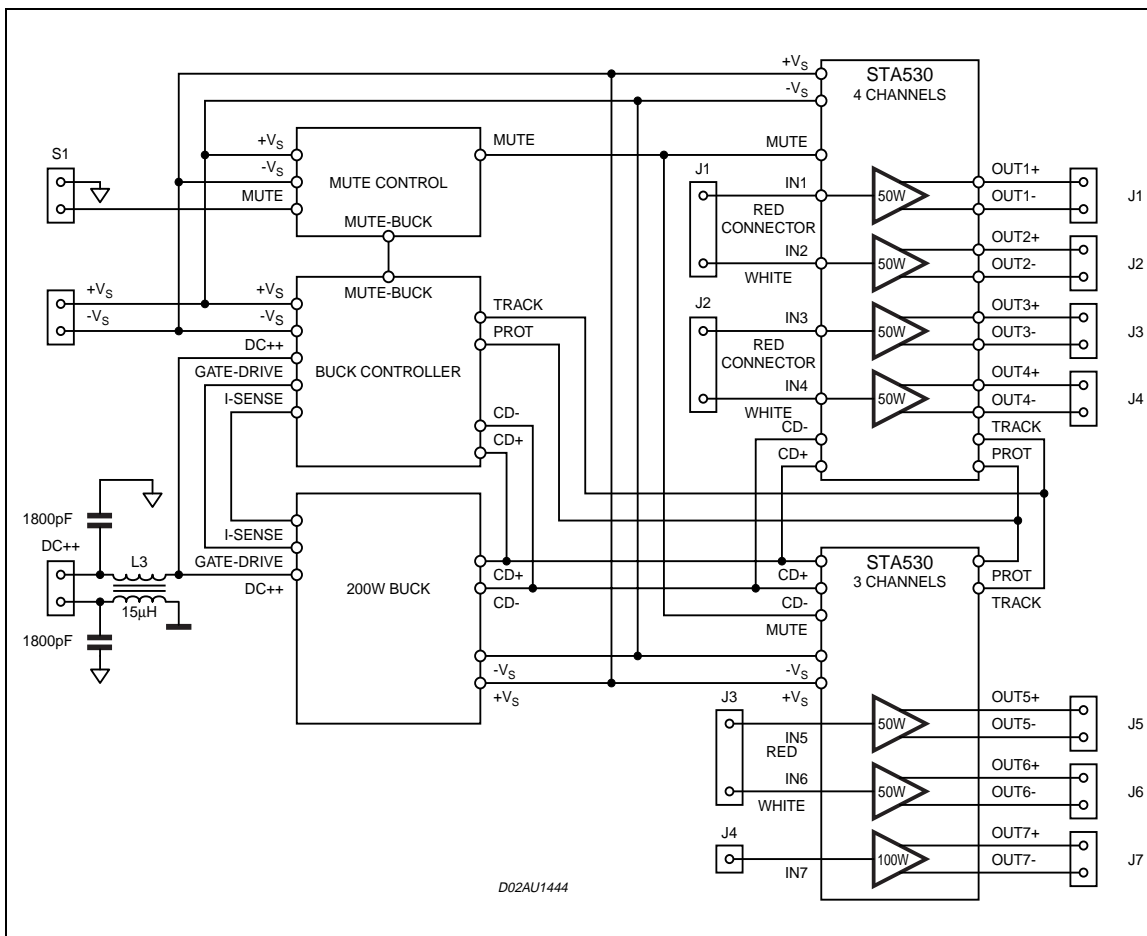 +VS
-VS
STA530
4 CHANNELS
S1
+VS
-VS
MUTE
MUTE CONTROL
MUTE
MUTE-BUCK
MUTE
J1
IN1
RED
CONNECTOR
IN2
WHITE
50W
50W
OUT1+
OUT1-
J1
OUT2+
OUT2-
J2
+VS
-VS
MUTE-BUCK
+VS
-VS
DC++
GATE-DRIVE
I-SENSE
BUCK CONTROLLER
TRACK
PROT
CD-
CD+
J2
IN3
RED
CONNECTOR
IN4
WHITE
50W
50W
OUT3+
OUT3-
J3
OUT4+
OUT4-
J4
CD-
CD+
TRACK
PROT
1800pF
DC++
L3
15µH
1800pF
I-SENSE
GATE-DRIVE
DC++
200W BUCK
CD+
CD-
-VS
+VS
STA530
3 CHANNELS
CD+
CD-
MUTE
-VS
+VS
PROT
TRACK
J3
IN5
RED
IN6
WHITE
50W
50W
OUT5+
OUT5-
J5
OUT6+
OUT6-
J6
J4
IN7
100W
OUT7+
OUT7-
J7
D02AU1444